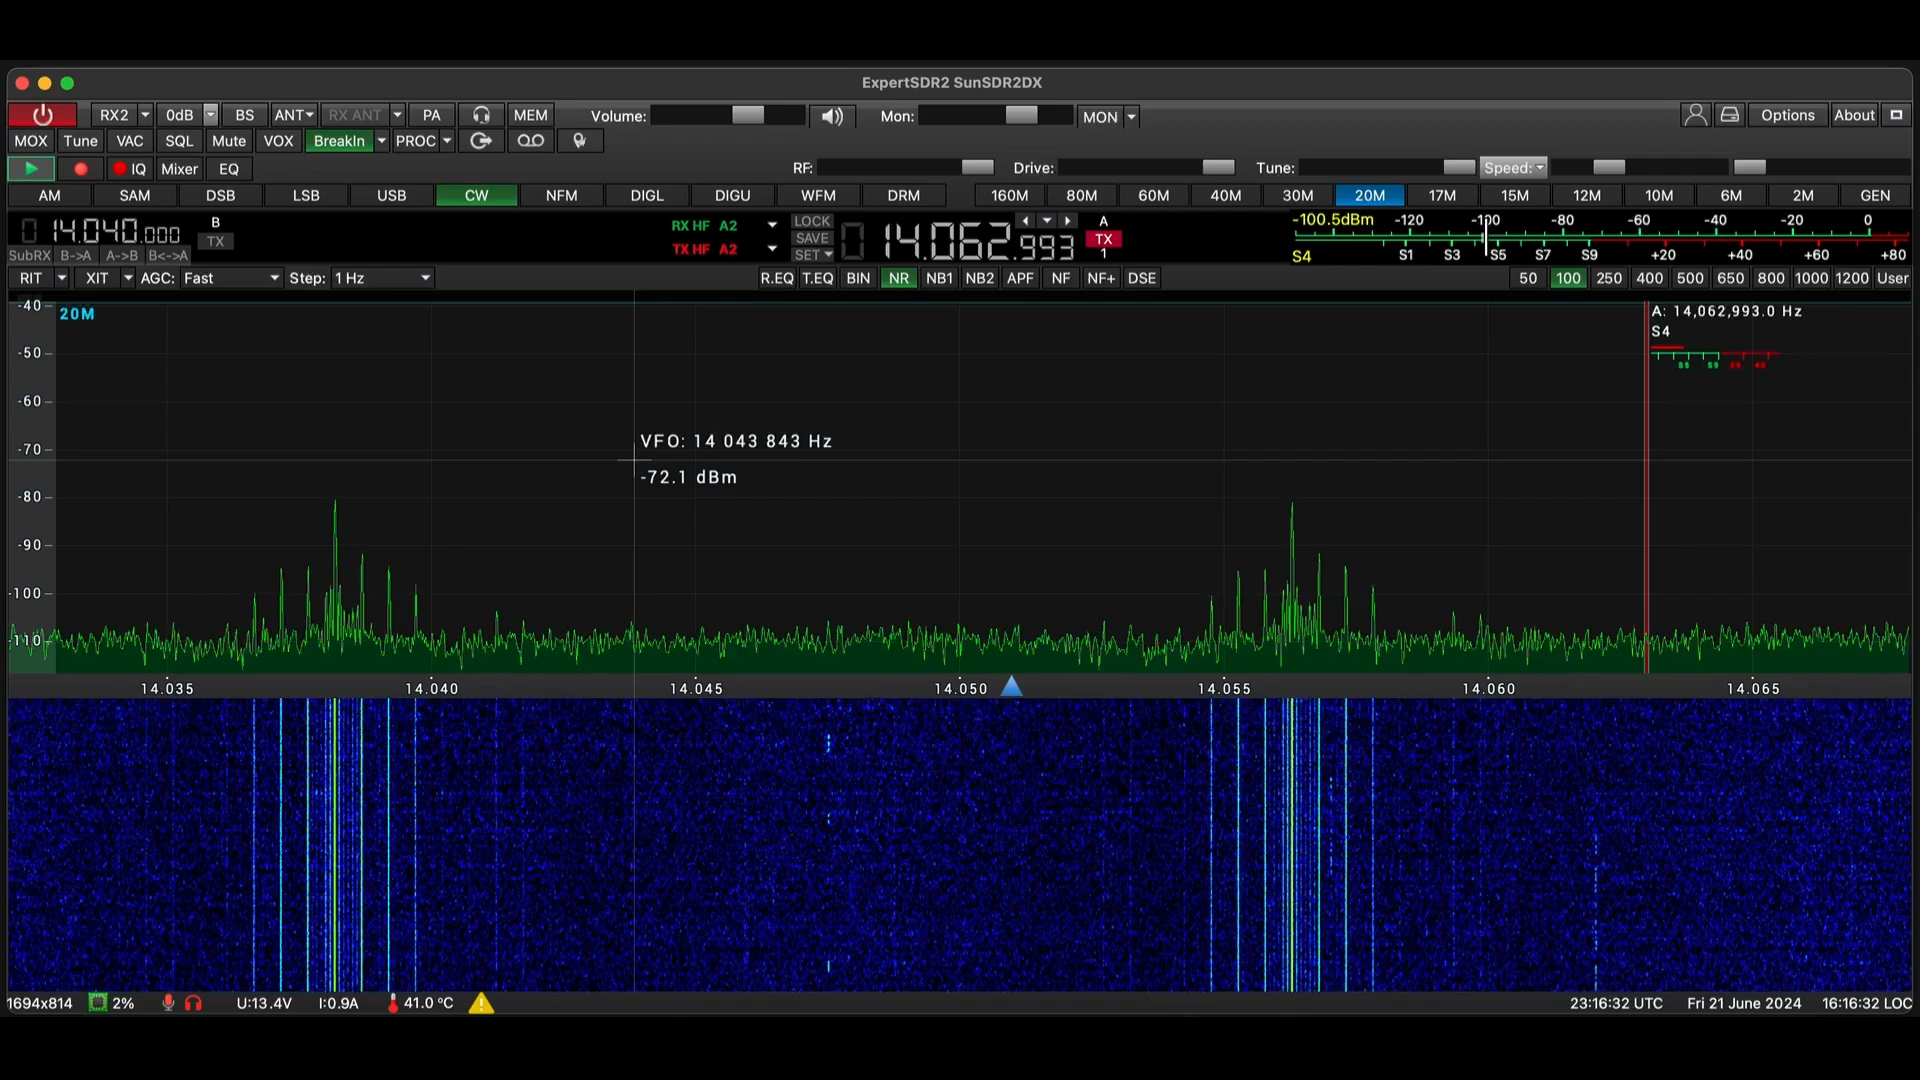 ExpertSDR2 SunSDR2DX
RX2 0dB BS ANT RX ANT PA MEM Volume: Mon: MON Options About
MOX Tune VAC SQL Mute VOX BreakIn PROC
IQ Mixer EQ RF: Drive: Tune: Speed:
AM SAM DSB LSB USB CW NFM DIGL DIGU WFM DRM 160M 80M 60M 40M 30M 20M 17M 15M 12M 10M 6M 2M GEN
14.040.000 B TX
SubRX B->A A->B B<->A
RX HF A2
TX HF A2
LOCK
SAVE
SET
14.062.993 A TX 1
-100.5dBm -120 -100 -80 -60 -40 -20 0
S4 S1 S3 S5 S7 S9 +20 +40 +60 +80
RIT XIT AGC: Fast Step: 1 Hz R.EQ T.EQ BIN NR NB1 NB2 APF NF NF+ DSE 50 100 250 400 500 650 800 1000 1200 User
-40
20M
A: 14,062,993.0 Hz
S4
S5 S9 20 40
-50
-60
-70
VFO: 14 043 843 Hz
-72.1 dBm
-80
-90
-100
-110
14.035 14.040 14.045 14.050 14.055 14.060 14.065
1694x814 2% U:13.4V I:0.9A 41.0 ºC 23:16:32 UTC Fri 21 June 2024 16:16:32 LOC